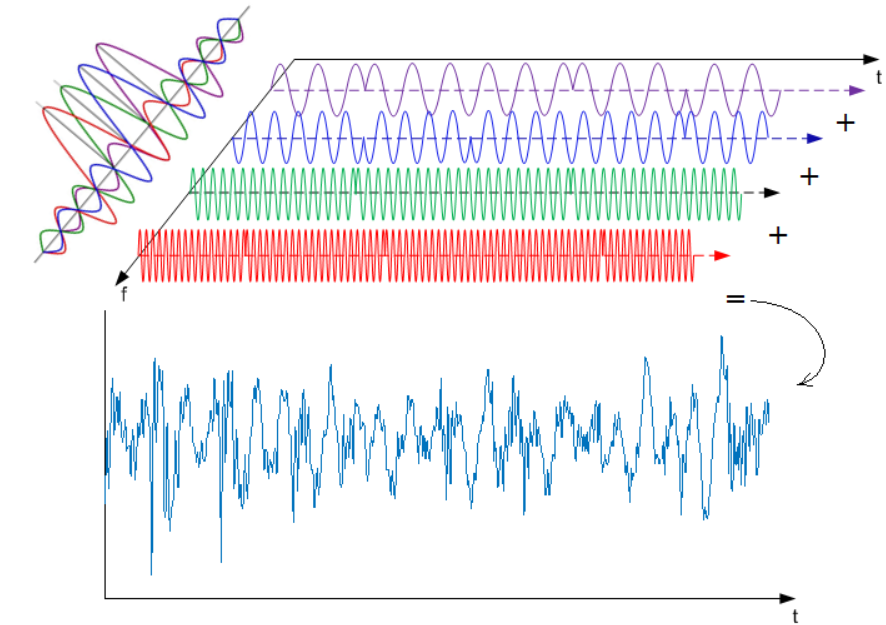 t
+
+
+
f
=
t